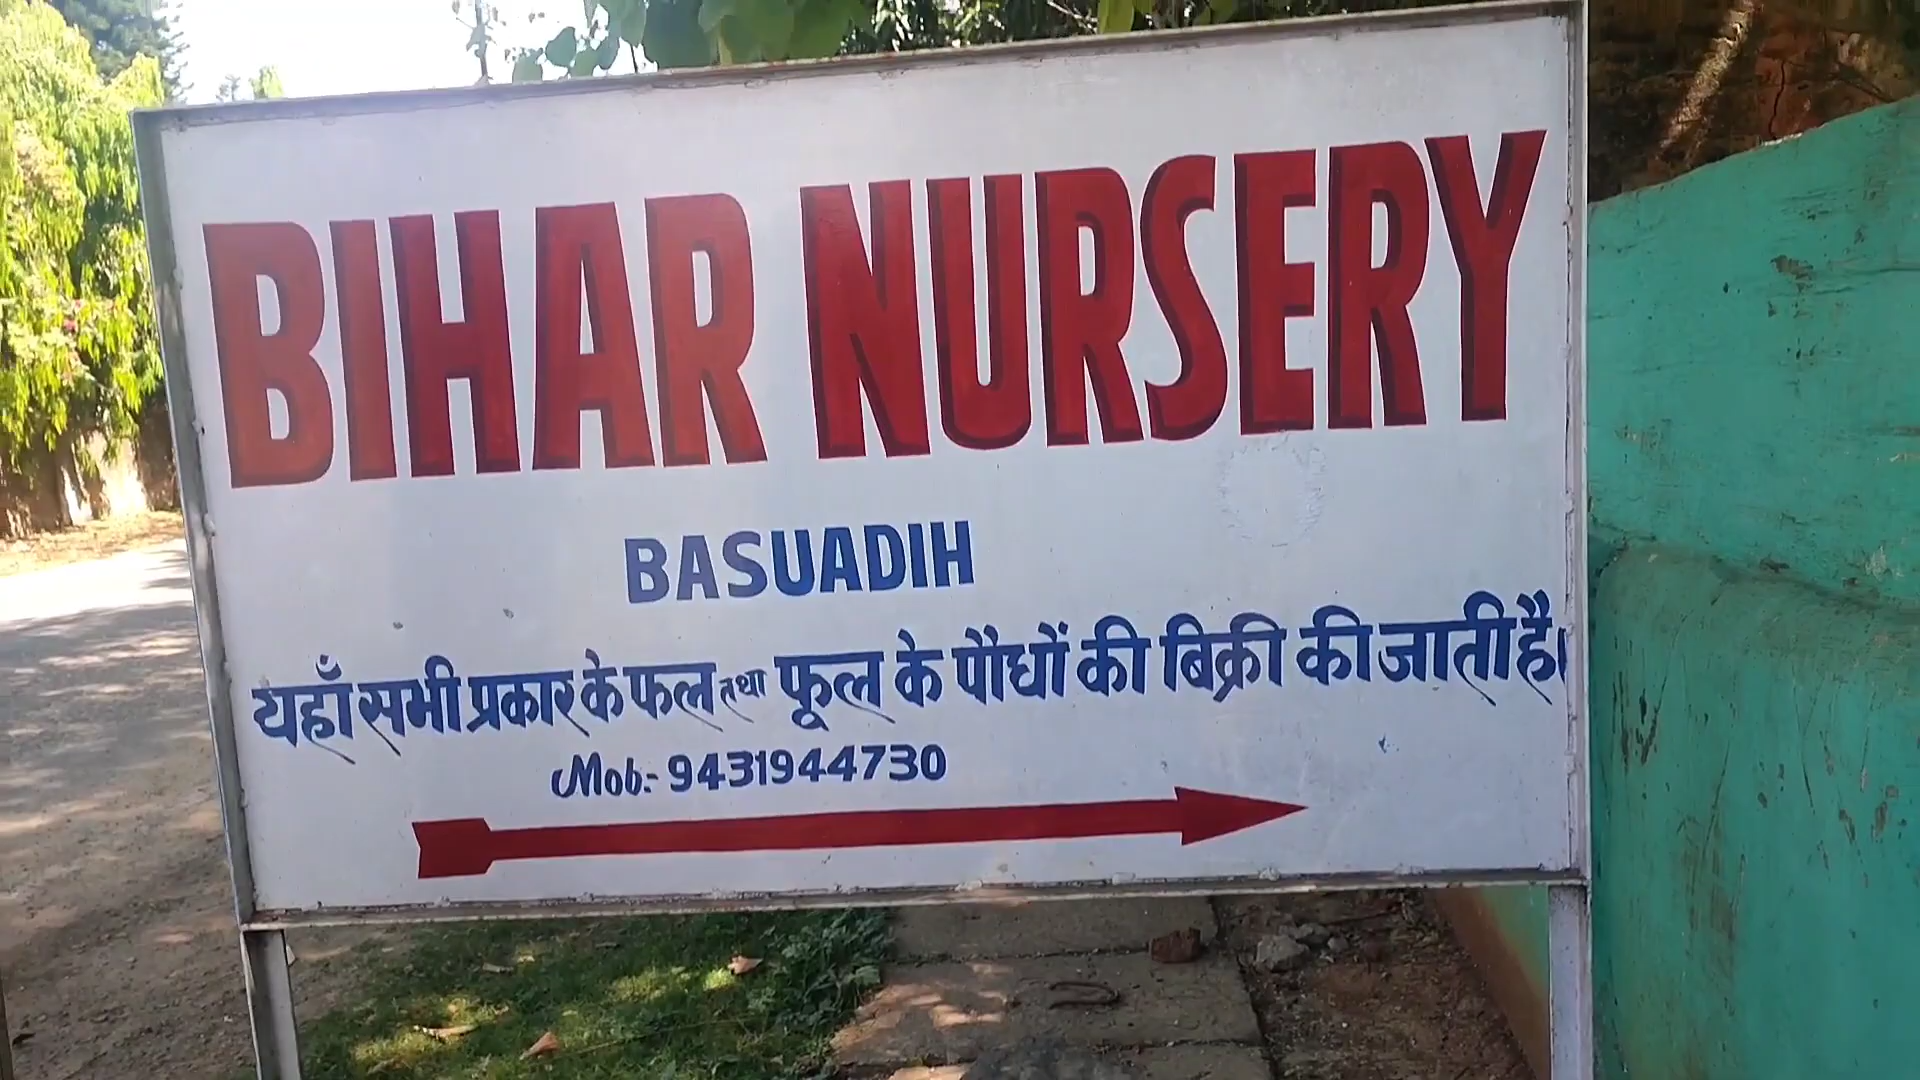 BIHAR NURSERY
BASUADIH
यहाँ सभी प्रकार के फल तथा फूल के पौधों की बिक्री की जाती है।
Mob:- 9431944730